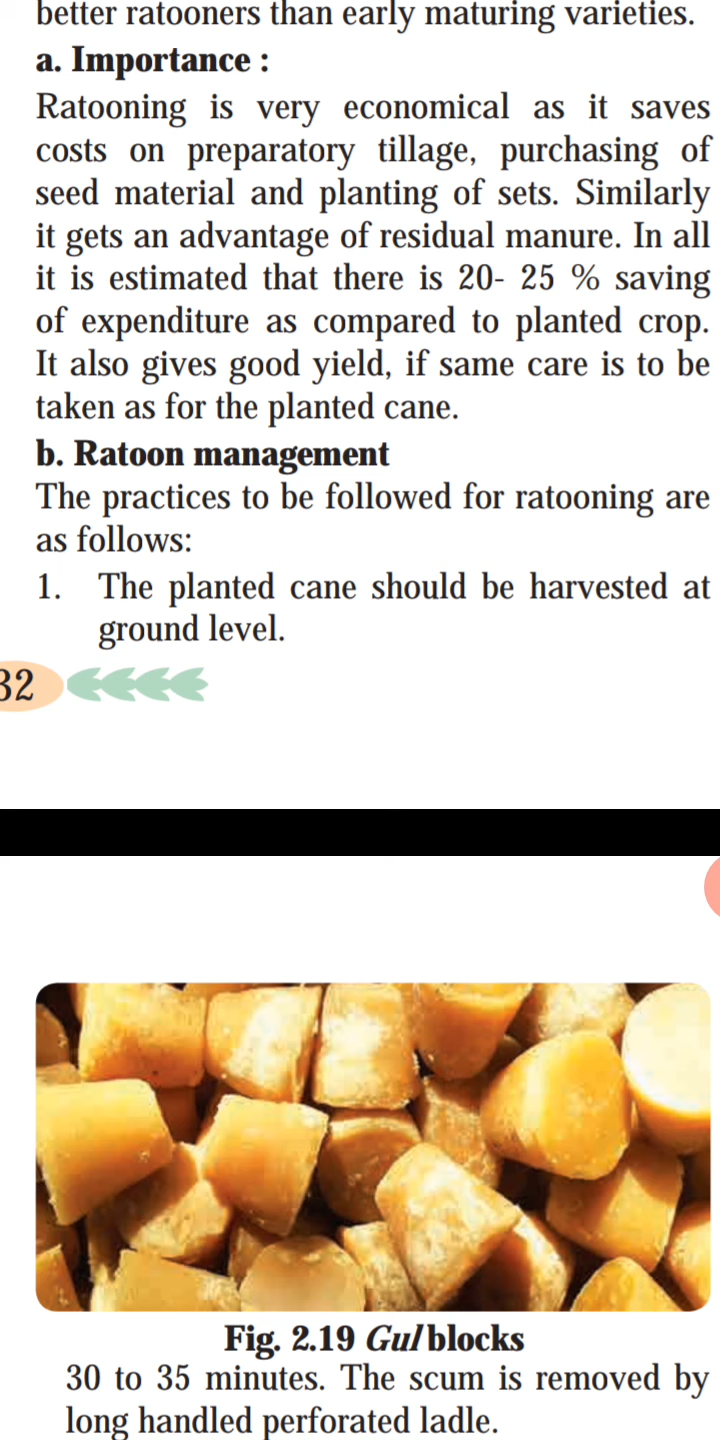 better ratooners than early maturing varieties.
a. Importance :
Ratooning is very economical as it saves
costs on preparatory tillage, purchasing of
seed material and planting of sets. Similarly
it gets an advantage of residual manure. In all
it is estimated that there is 20- 25 % saving
of expenditure as compared to planted crop.
It also gives good yield, if same care is to be
taken as for the planted cane.
b. Ratoon management
The practices to be followed for ratooning are
as follows:
1. The planted cane should be harvested at
ground level.
32
Fig. 2.19 Gul blocks
30 to 35 minutes. The scum is removed by
long handled perforated ladle.